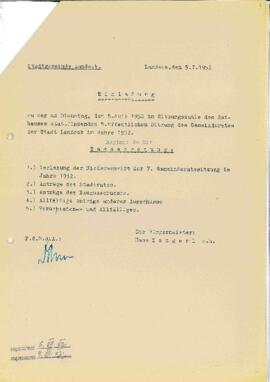 Stadtgemeinde Landeck. Landeck, den 5.7.1952
Einladung
zu der am Dienstag, den 8. Juli 1952 im Sitzungssaale des Rat-
hauses stattfindenden 8. öffentlichen Sitzung des Gemeinderates
der Stadt Landeck im Jahre 1952.
Beginn: Uhr
Tagesordnung:
1.) Verlesung der Niederschrift der 7. Gemeinderatssitzung im
Jahre 1952.
2.) Anträge des Stadtrates.
3.) Anträge des Bauausschusses.
4.) Allfällige Anträge anderer Ausschüsse
5.) Verschiedenes und Allfälliges.
Der Bürgermeister:
Hans Zangerl e.h.
F.d.R.d.A.: